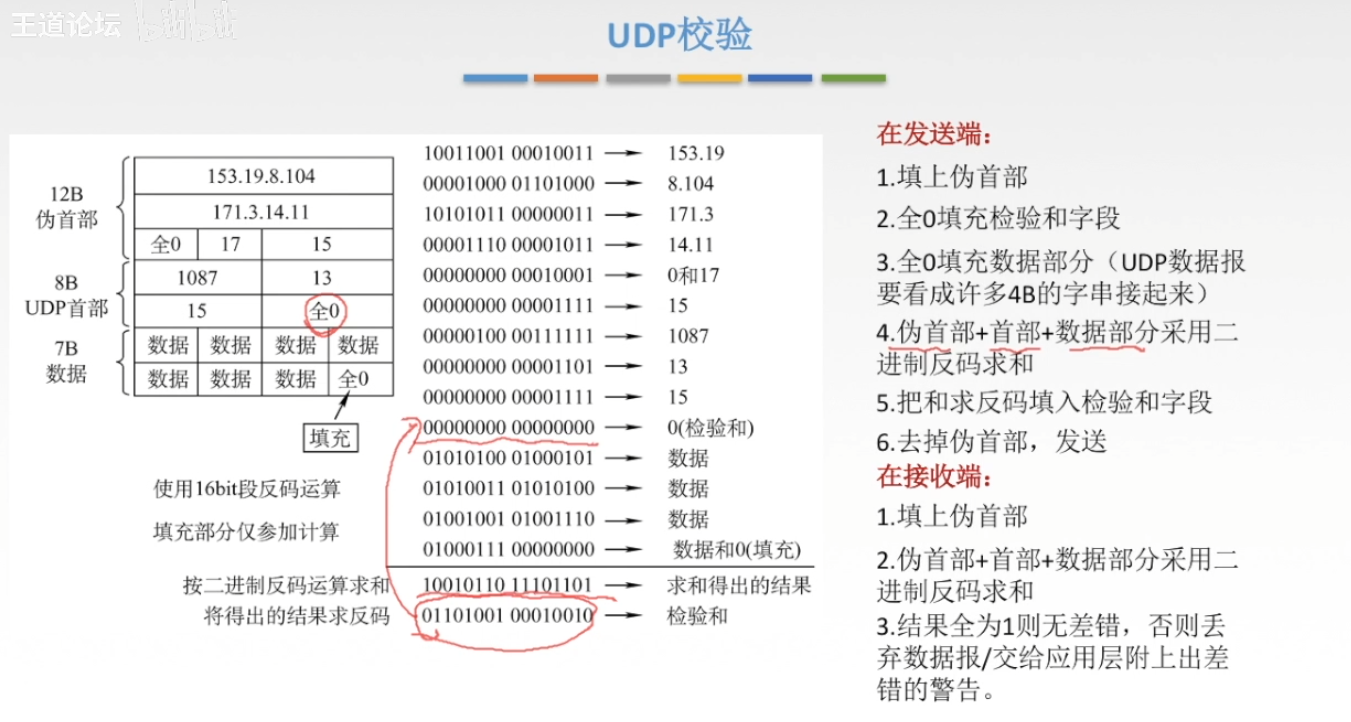 王道论坛 bilibili
UDP校验
12B
伪首部
153.19.8.104
171.3.14.11
全0 17 15
8B
UDP首部
1087 13
15 全0
7B
数据
数据 数据 数据 数据
数据 数据 数据 全0
填充
使用16bit段反码运算
填充部分仅参加计算
10011001 00010011 → 153.19
00001000 01101000 → 8.104
10101011 00000011 → 171.3
00001110 00001011 → 14.11
00000000 00010001 → 0和17
00000000 00001111 → 15
00000100 00111111 → 1087
00000000 00001101 → 13
00000000 00001111 → 15
00000000 00000000 → 0(检验和)
01010100 01000101 → 数据
01010011 01010100 → 数据
01001001 01001110 → 数据
01000111 00000000 → 数据和0(填充)
按二进制反码运算求和 10010110 11101101 → 求和得出的结果
将得出的结果求反码 01101001 00010010 → 检验和
在发送端：
1.填上伪首部
2.全0填充检验和字段
3.全0填充数据部分（UDP数据报
要看成许多4B的字串接起来）
4.伪首部+首部+数据部分采用二
进制反码求和
5.把和求反码填入检验和字段
6.去掉伪首部，发送
在接收端：
1.填上伪首部
2.伪首部+首部+数据部分采用二
进制反码求和
3.结果全为1则无差错，否则丢
弃数据报/交给应用层附上出差
错的警告。